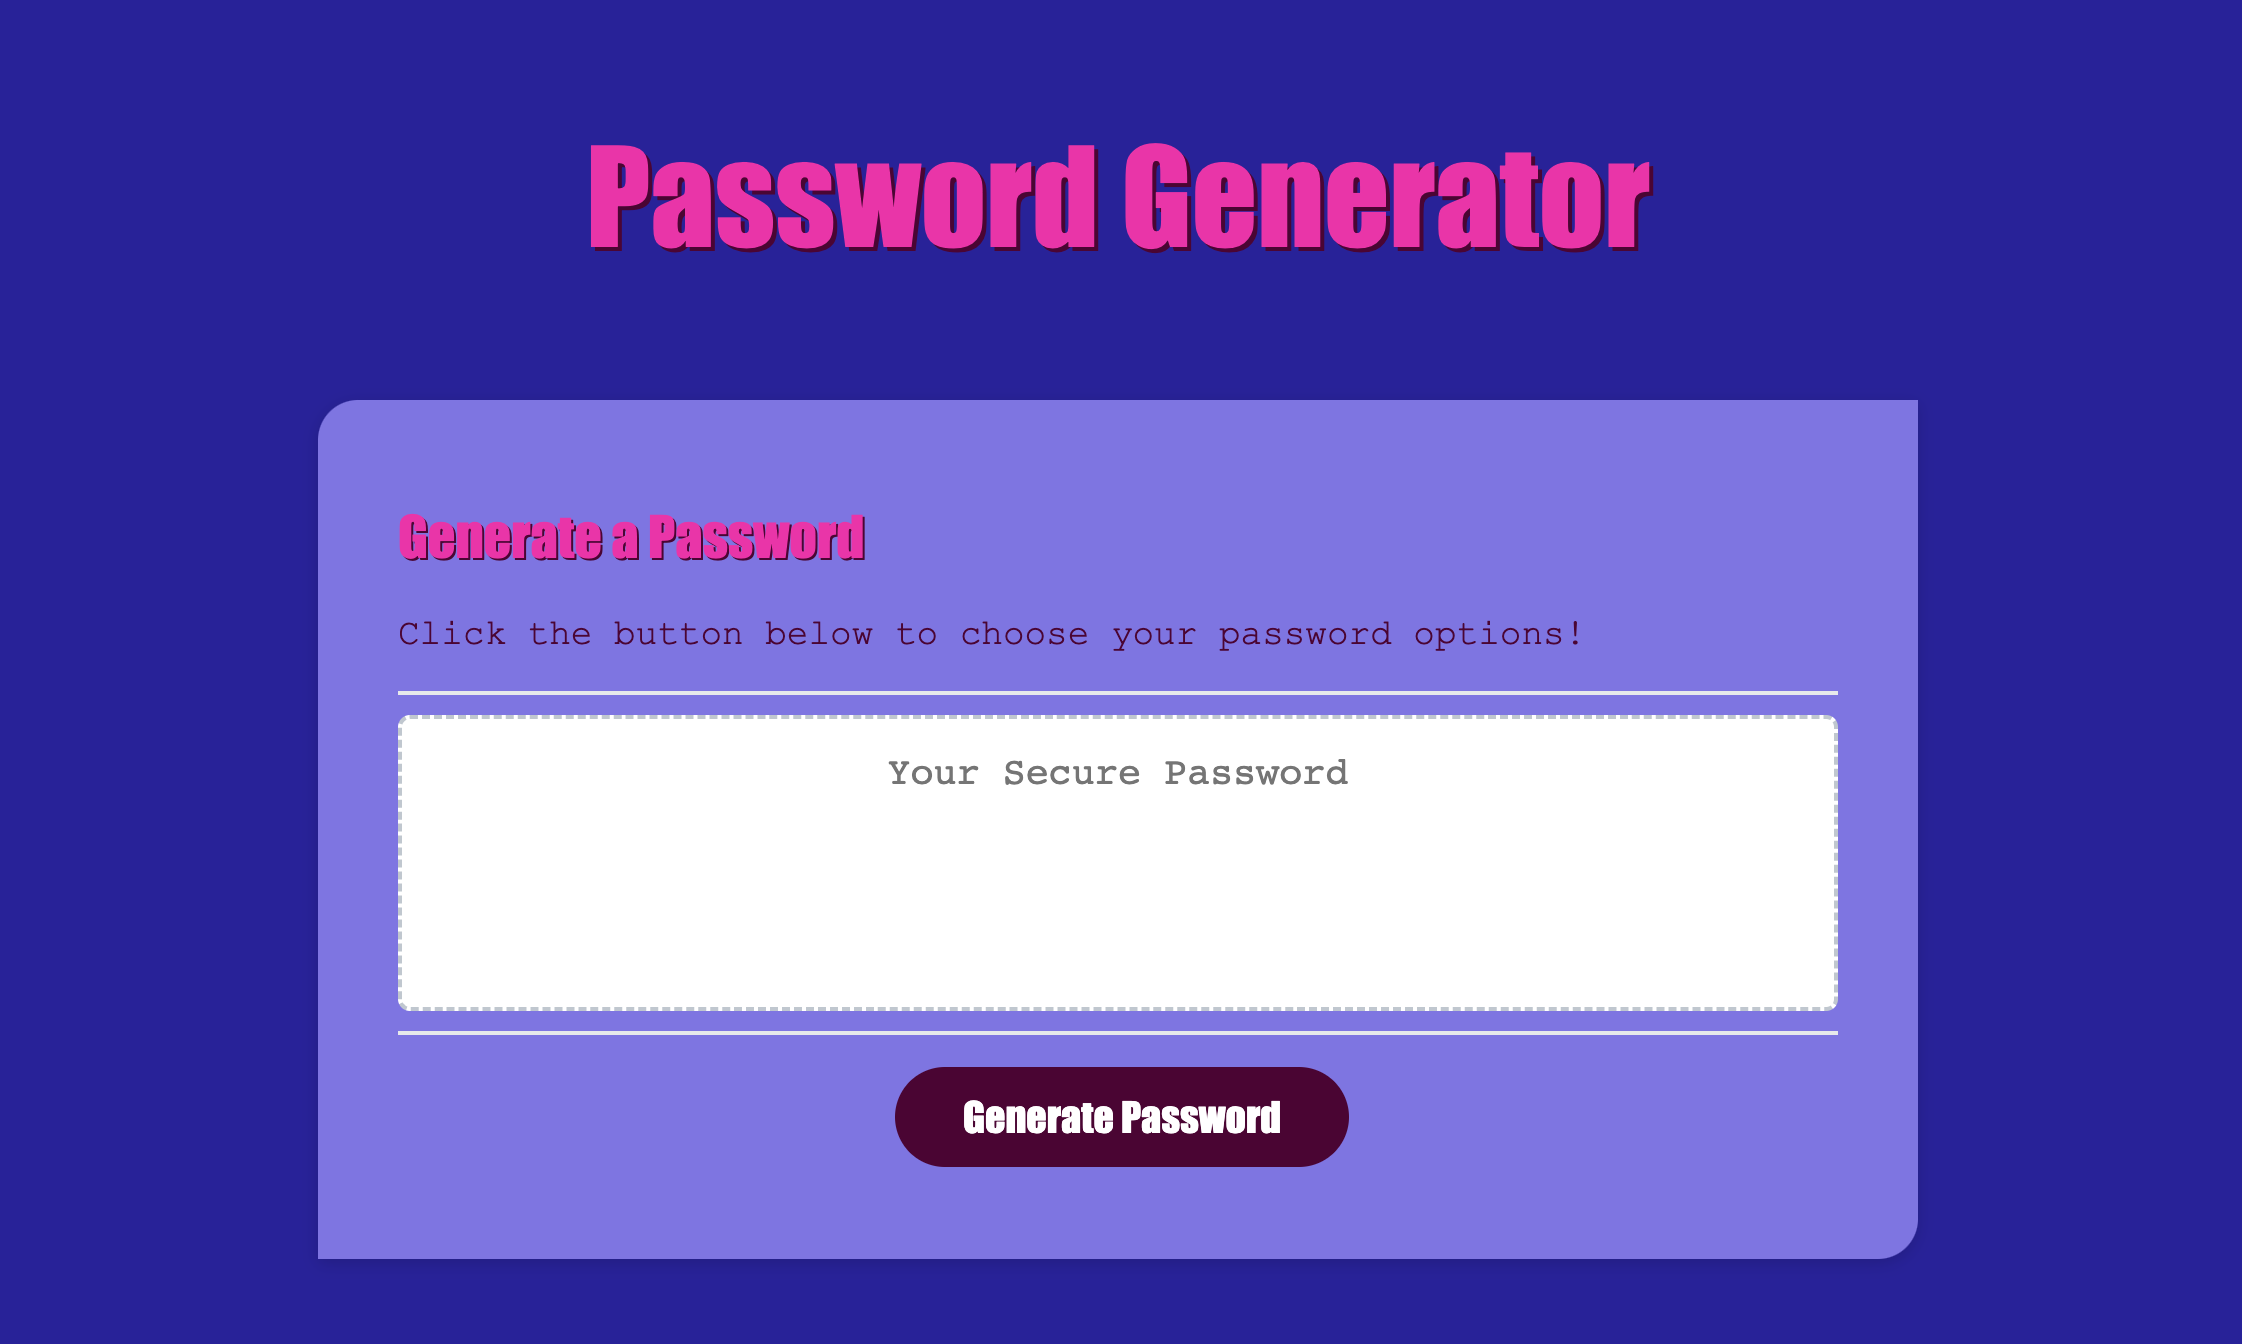 Password Generator
Generate a Password
Click the button below to choose your password options!
Your Secure Password
Generate Password